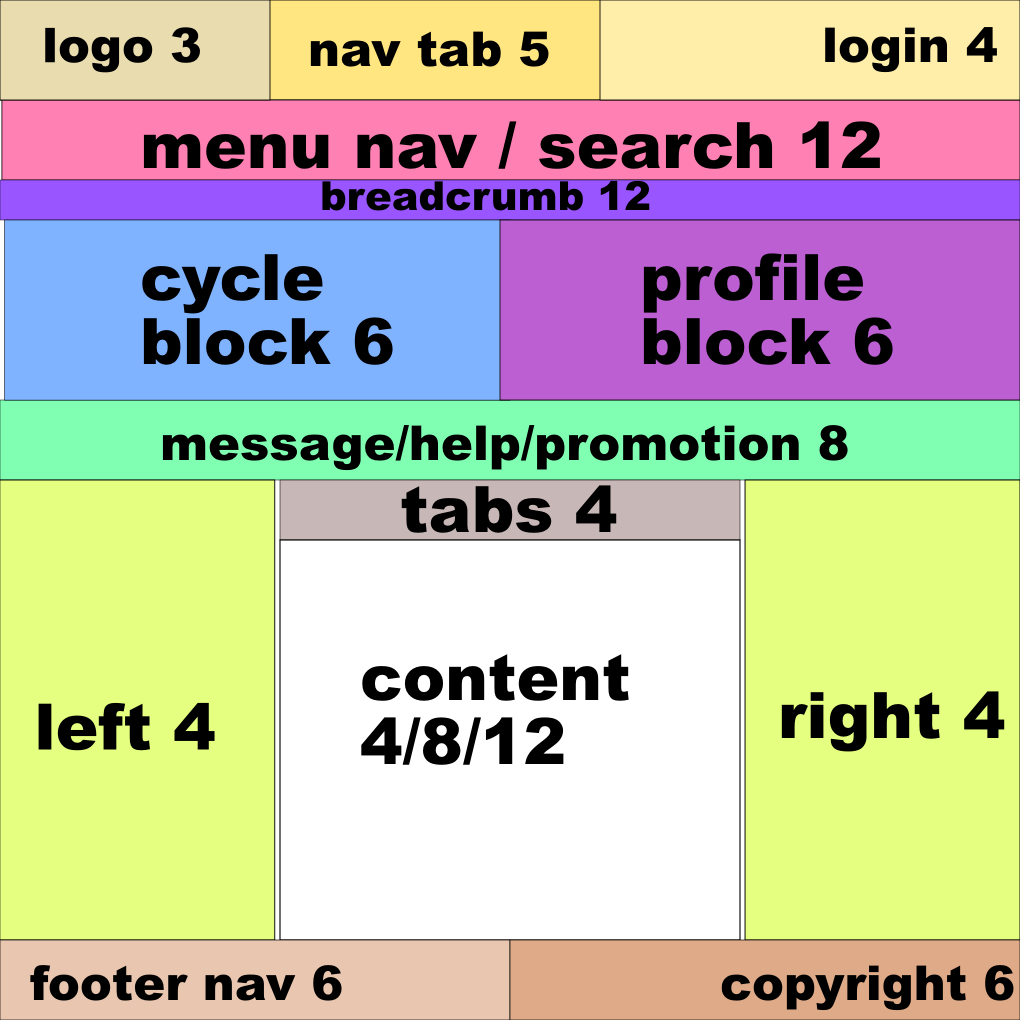 logo 3
nav tab 5
login 4
menu nav / search 12
breadcrumb 12
cycle
block 6
profile
block 6
message/help/promotion 8
tabs 4
left 4
content
4/8/12
right 4
footer nav 6
copyright 6